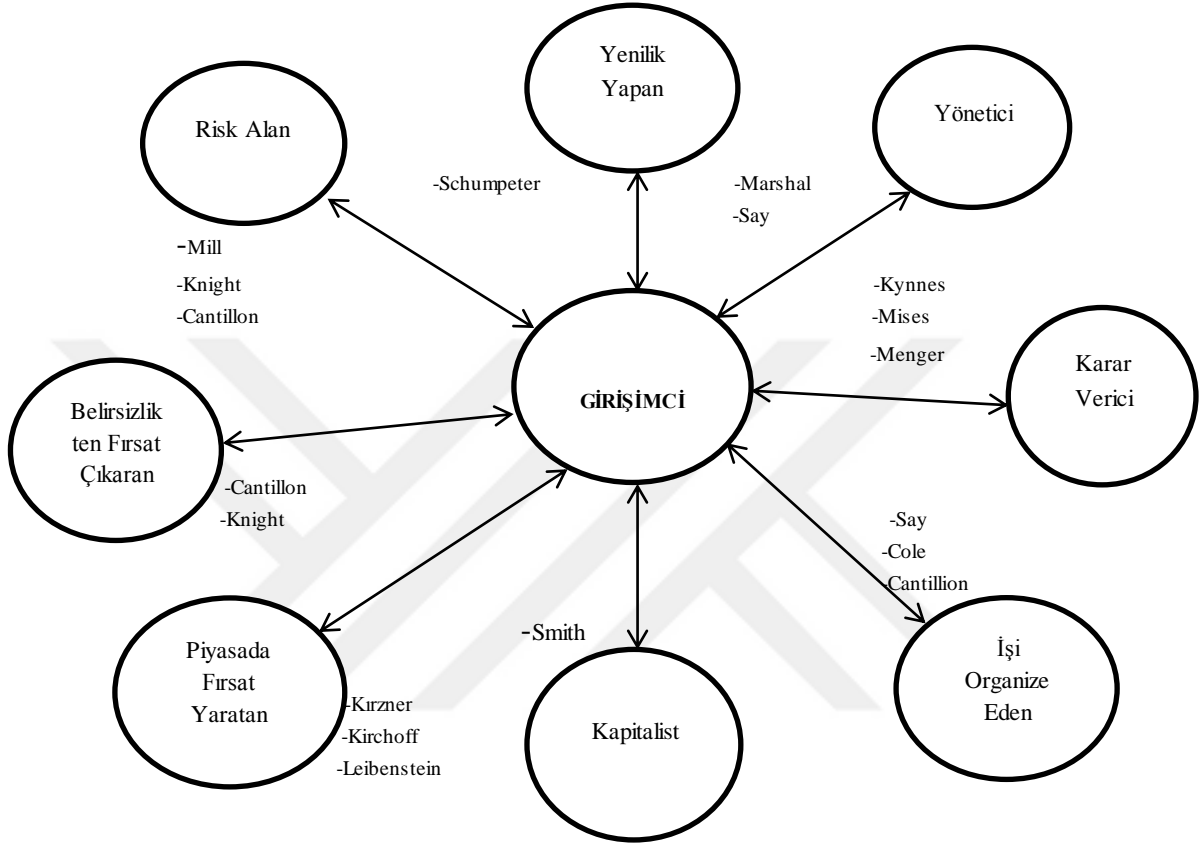 Yenilik
Yapan
Risk Alan
Yönetici
-Schumpeter
-Marshal
-Say
-Mill
-Knight
-Cantillon
-Kynnes
-Mises
-Menger
Karar
Verici
GİRİŞİMCİ
Belirsizlik
ten Fırsat
Çıkaran
-Cantillon
-Knight
-Say
-Cole
-Cantillion
-Smith
Piyasada
Fırsat
Yaratan
-Kırzner
-Kirchoff
-Leibenstein
Kapitalist
İşi
Organize
Eden